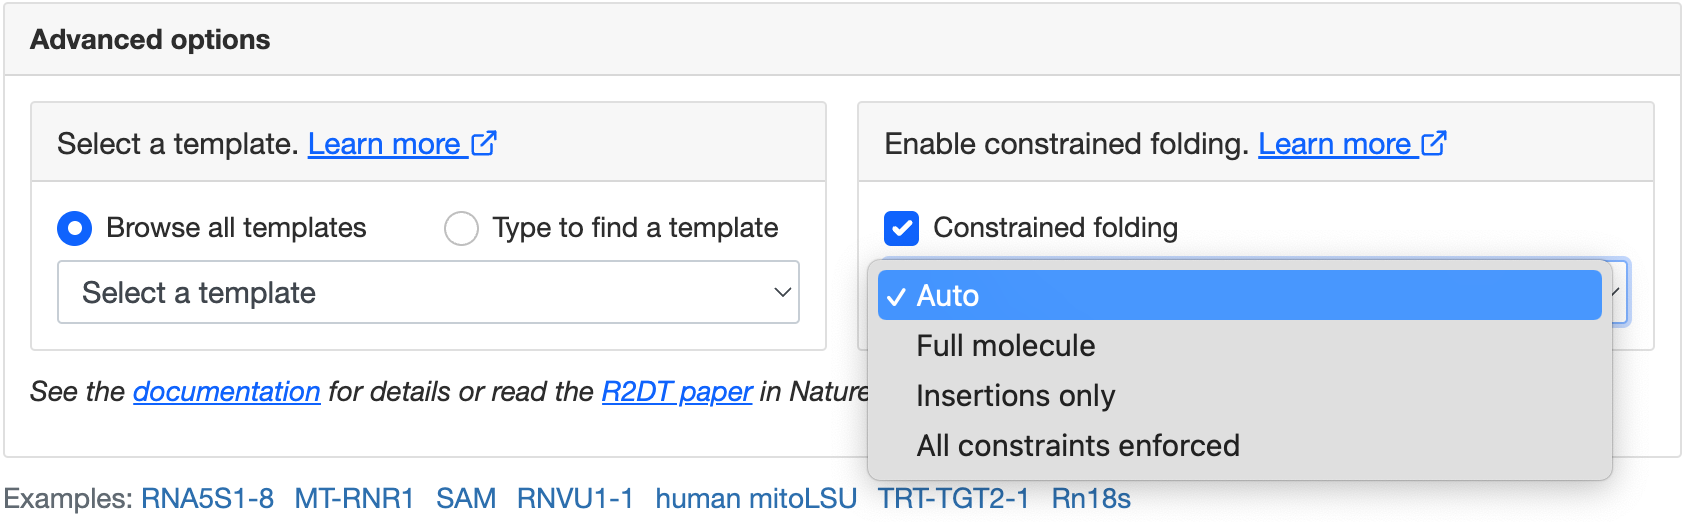 Advanced options
Select a template. Learn more
Browse all templates
Type to find a template
Select a template
Enable constrained folding. Learn more
Constrained folding
Auto
Full molecule
Insertions only
All constraints enforced
See the documentation for details or read the R2DT paper in Nature
Examples: RNA5S1-8 MT-RNR1 SAM RNVU1-1 human mitoLSU TRT-TGT2-1 Rn18s